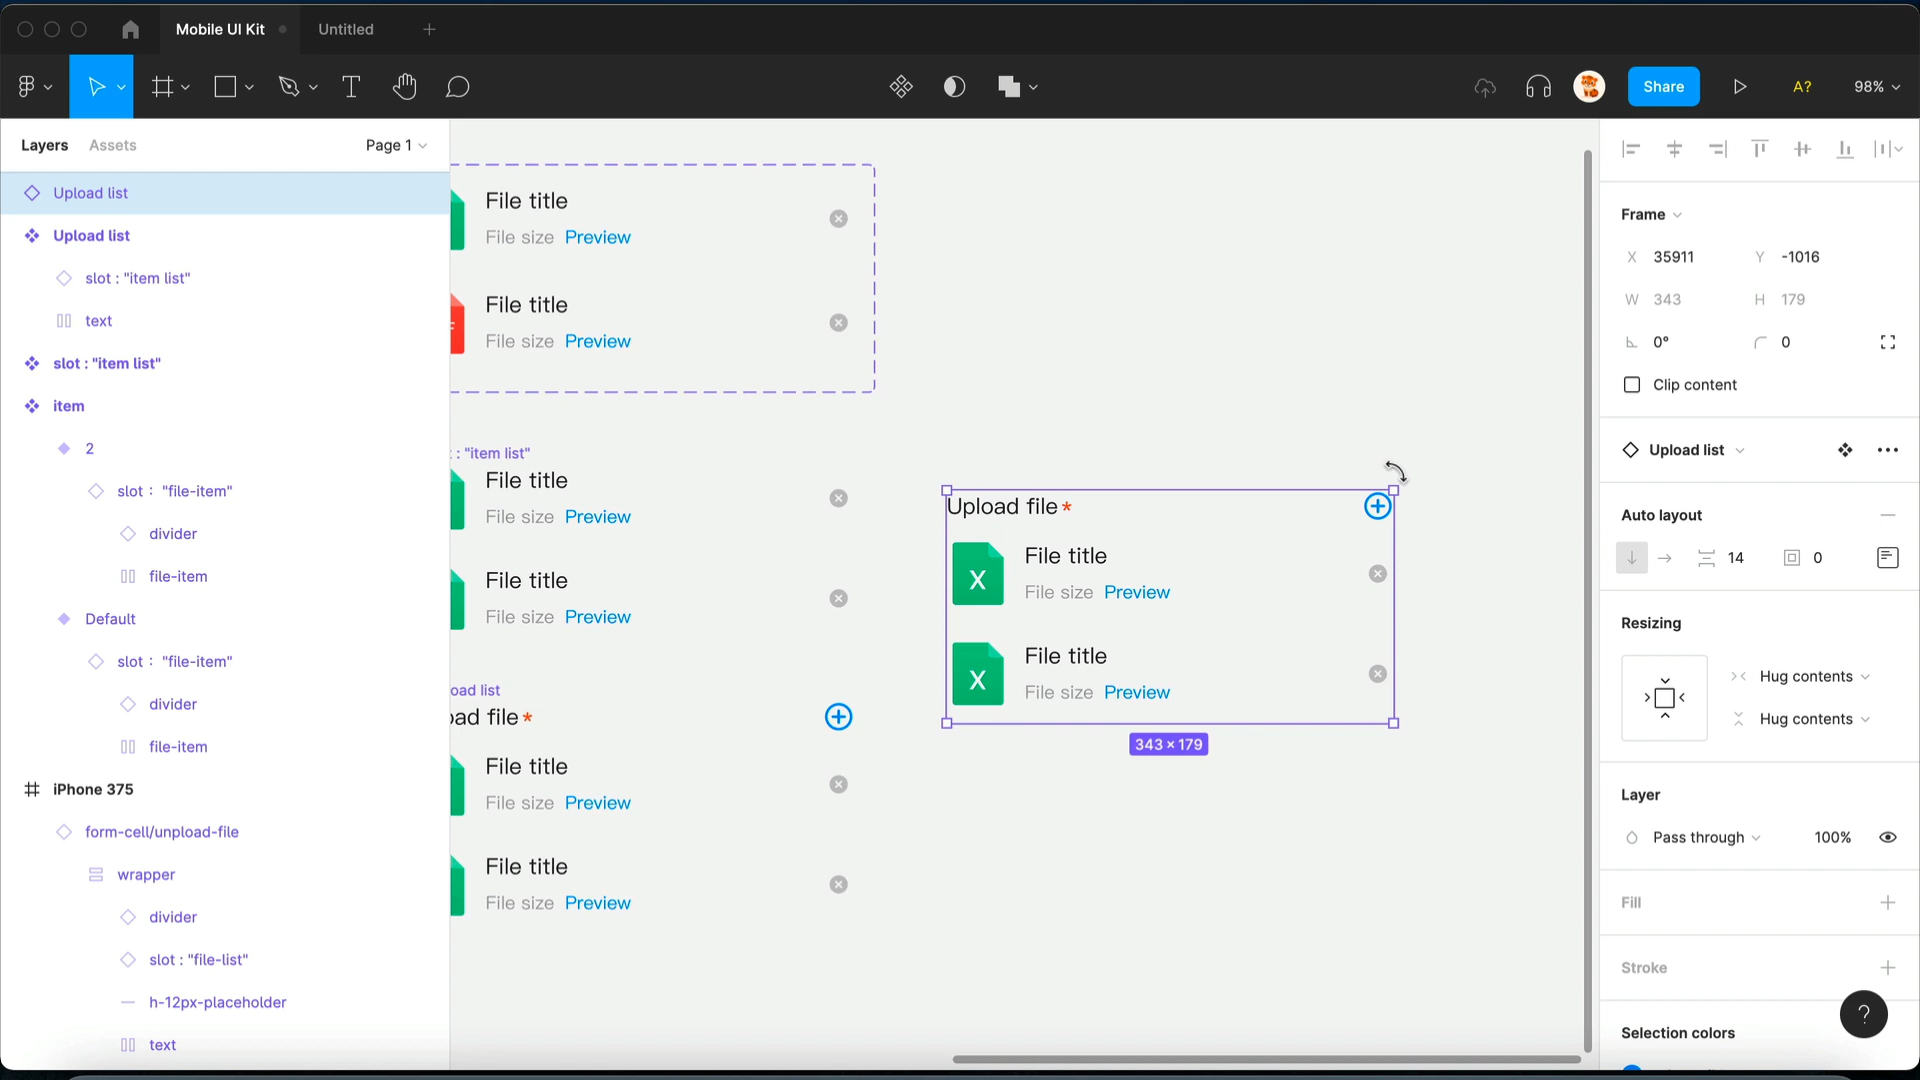 Mobile UI Kit
Untitled
Share
A?
98%
Layers
Assets
Page 1
Upload list
Upload list
slot : "item list"
text
slot : "item list"
item
2
slot : "file-item"
divider
file-item
Default
slot : "file-item"
divider
file-item
iPhone 375
form-cell/unpload-file
wrapper
divider
slot : "file-list"
h-12px-placeholder
text
File title
File size Preview
File title
File size Preview
: "item list"
File title
File size Preview
File title
File size Preview
oad list
oad file *
File title
File size Preview
File title
File size Preview
Upload file *
X
File title
File size Preview
X
File title
File size Preview
343 × 179
Frame
X 35911 Y -1016
W 343 H 179
0° 0
Clip content
Upload list
Auto layout
14 0
Resizing
Hug contents
Hug contents
Layer
Pass through 100%
Fill
Stroke
Selection colors
?